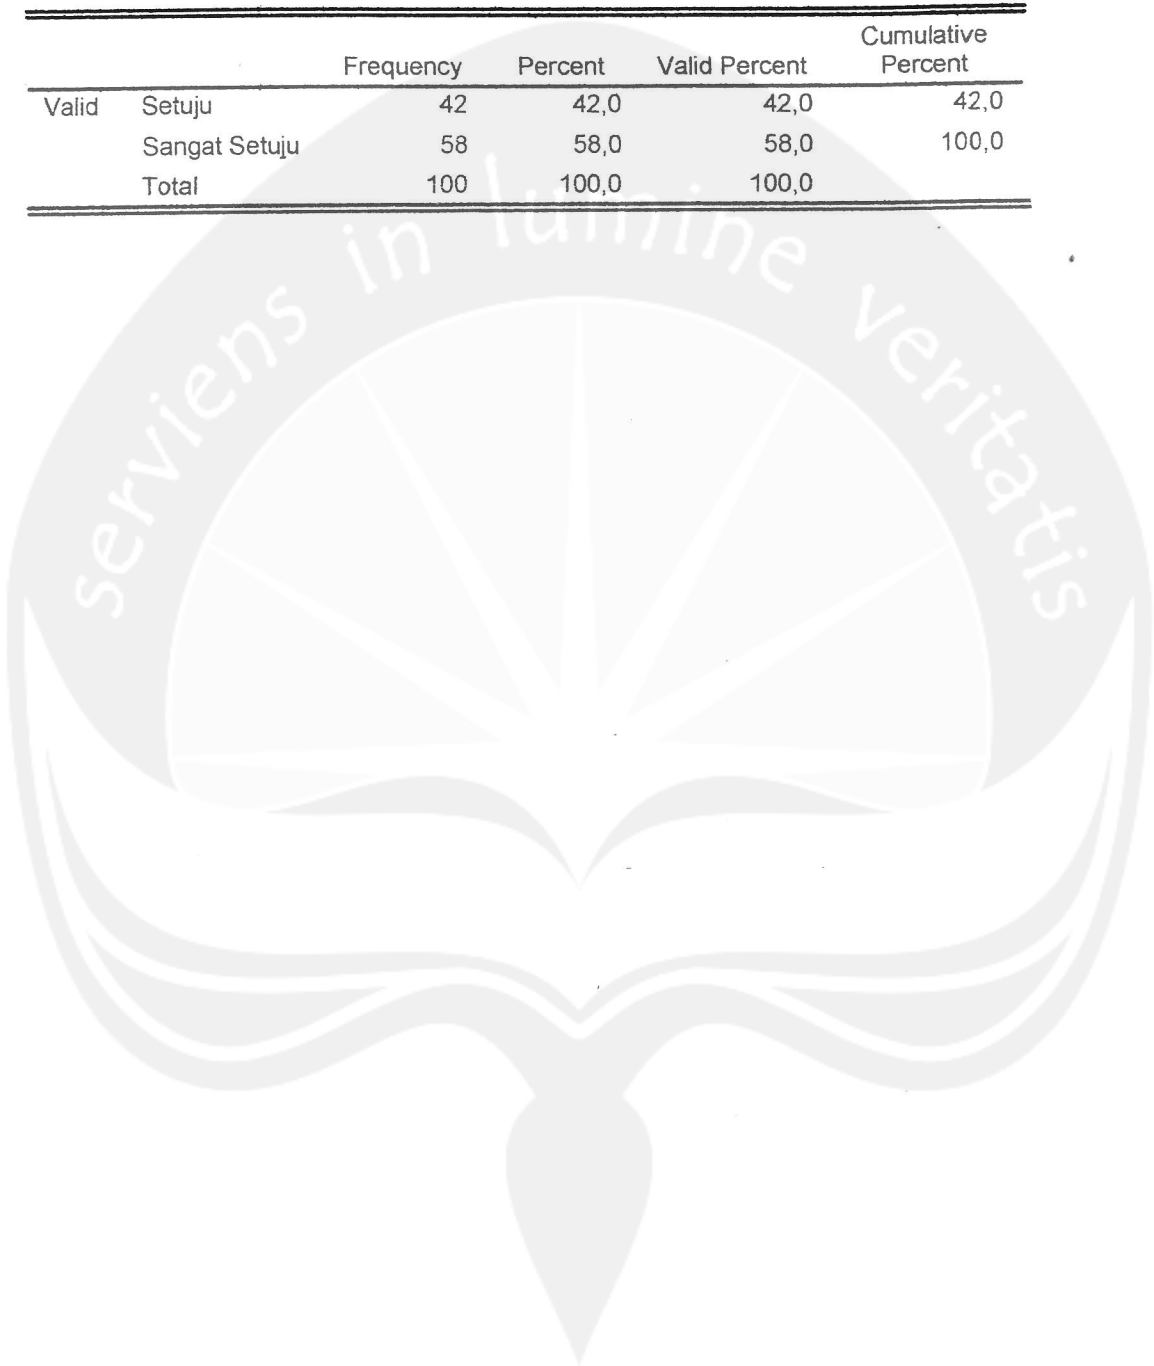 Cumulative
Frequency Percent Valid Percent Percent
Valid Setuju 42 42,0 42,0 42,0
Sangat Setuju 58 58,0 58,0 100,0
Total 100 100,0 100,0
serviens in lumine veritatis